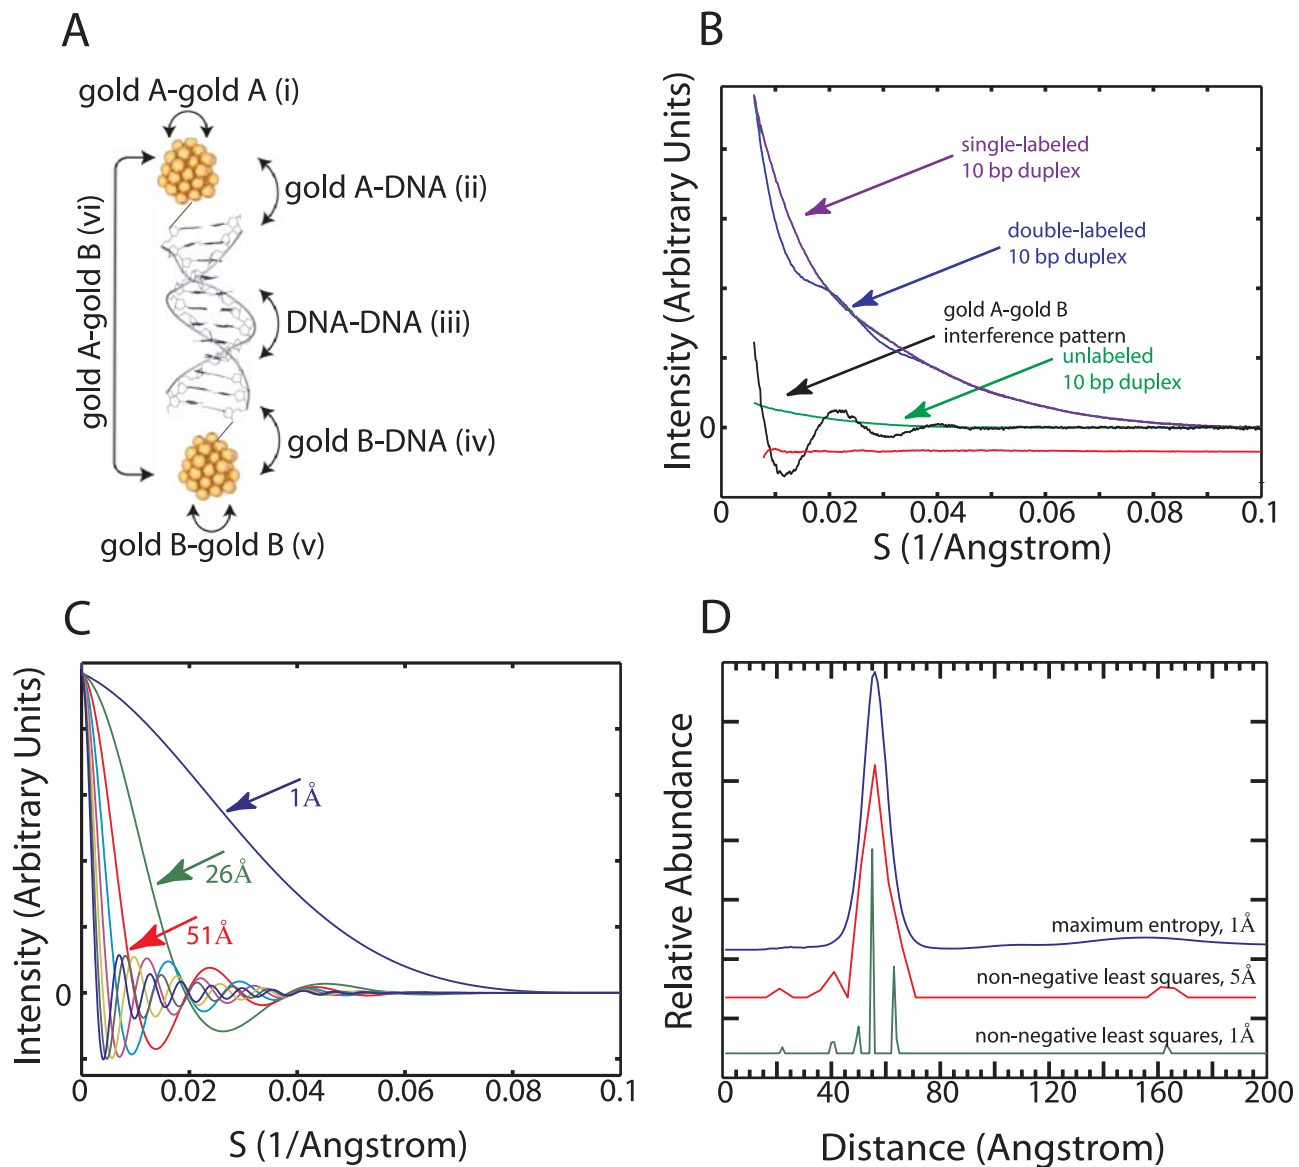 A
gold A-gold A (i)
gold A-DNA (ii)
gold A-gold B (vi)
DNA-DNA (iii)
gold B-DNA (iv)
gold B-gold B (v)
B
Intensity (Arbitrary Units)
single-labeled
10 bp duplex
double-labeled
10 bp duplex
gold A-gold B
interference pattern
unlabeled
10 bp duplex
0
0 0.02 0.04 0.06 0.08 0.1
S (1/Angstrom)
C
Intensity (Arbitrary Units)
1Å
26Å
51Å
0
0 0.02 0.04 0.06 0.08 0.1
S (1/Angstrom)
D
Relative Abundance
maximum entropy, 1Å
non-negative least squares, 5Å
non-negative least squares, 1Å
0 40 80 120 160 200
Distance (Angstrom)